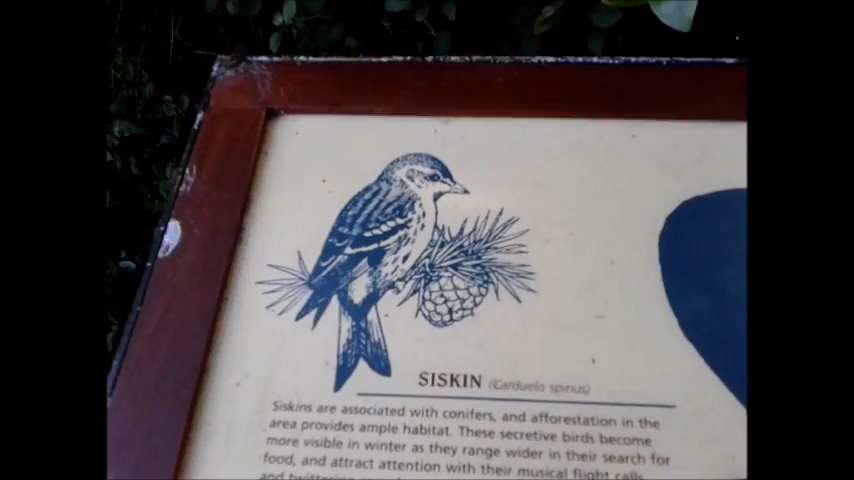 SISKIN (Carduelis spinus)
Siskins are associated with conifers, and afforestation in the
area provides ample habitat. These secretive birds become
more visible in winter as they range wider in their search for
food, and attract attention with their musical flight calls
and twittering